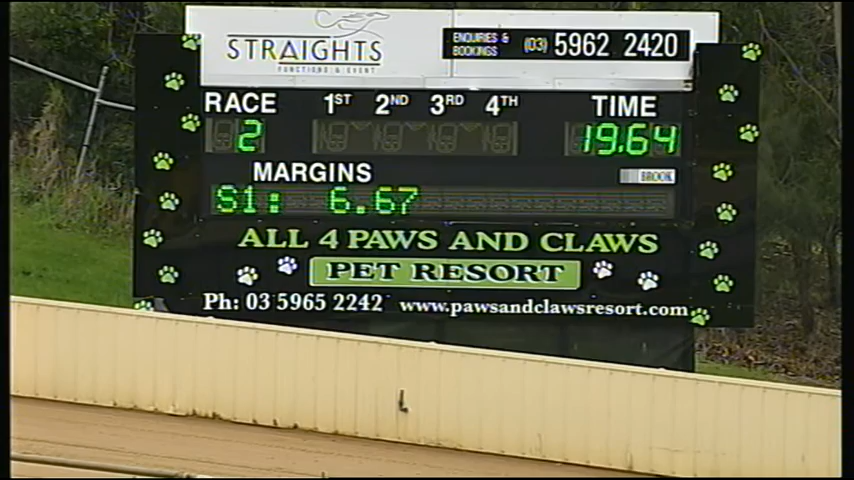 STRAIGHTS
FUNCTIONS & EVENT
ENQUIRIES &
BOOKINGS (03) 5962 2420
RACE 1ST 2ND 3RD 4TH TIME
2 19.64
MARGINS
BROOK
S1: 6.67
ALL 4 PAWS AND CLAWS
PET RESORT
Ph: 03 5965 2242 www.pawsandclawsresort.com